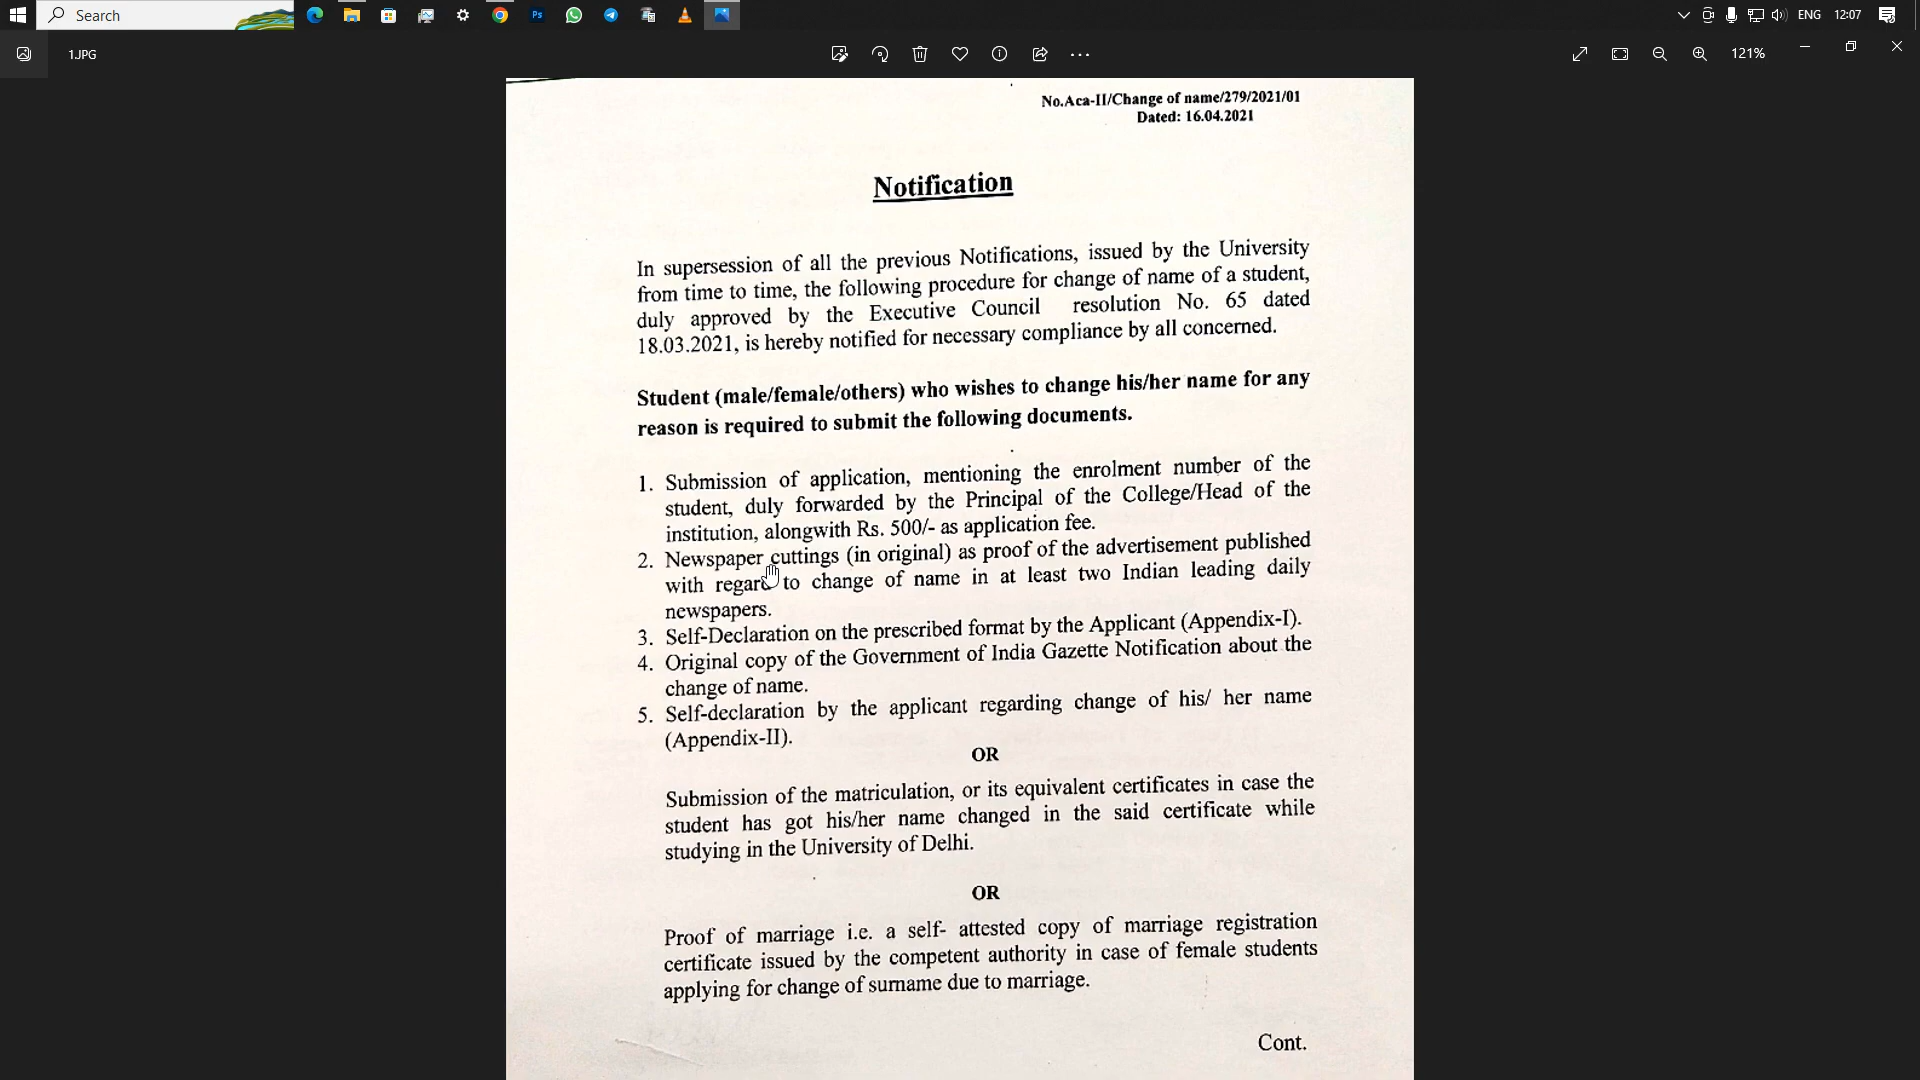 Search
ENG
12:07
1.JPG
121%
No.Aca-II/Change of name/279/2021/01
Dated: 16.04.2021
Notification
In supersession of all the previous Notifications, issued by the University
from time to time, the following procedure for change of name of a student,
duly approved by the Executive Council resolution No. 65 dated
18.03.2021, is hereby notified for necessary compliance by all concerned.
Student (male/female/others) who wishes to change his/her name for any
reason is required to submit the following documents.
1. Submission of application, mentioning the enrolment number of the
student, duly forwarded by the Principal of the College/Head of the
institution, alongwith Rs. 500/- as application fee.
2. Newspaper cuttings (in original) as proof of the advertisement published
with regard to change of name in at least two Indian leading daily
newspapers.
3. Self-Declaration on the prescribed format by the Applicant (Appendix-I).
4. Original copy of the Government of India Gazette Notification about the
change of name.
5. Self-declaration by the applicant regarding change of his/ her name
(Appendix-II).
OR
Submission of the matriculation, or its equivalent certificates in case the
student has got his/her name changed in the said certificate while
studying in the University of Delhi.
OR
Proof of marriage i.e. a self- attested copy of marriage registration
certificate issued by the competent authority in case of female students
applying for change of surname due to marriage.
Cont.